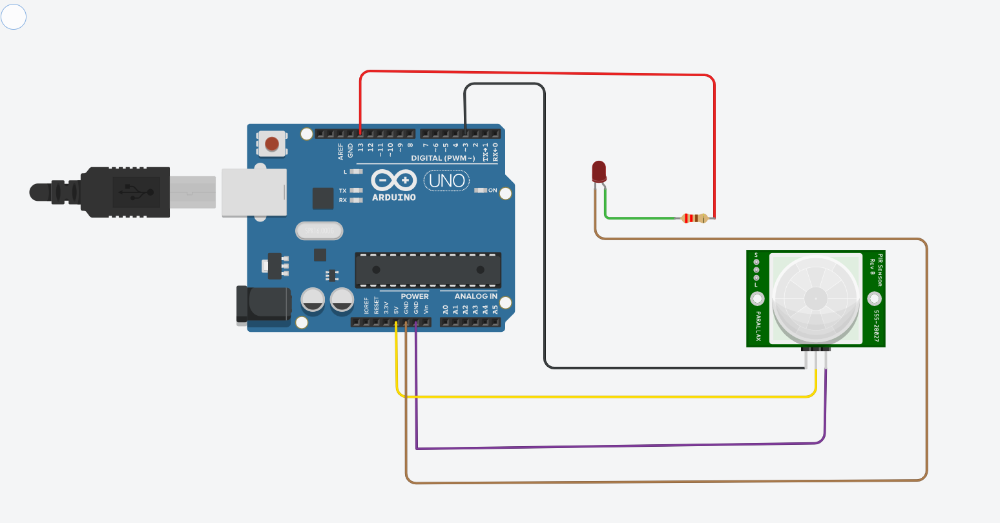 AREF
GND
13
12
~11
~10
~9
8
7
~6
~5
4
~3
2
TX→1
RX←0
DIGITAL (PWM~)
L
TX
RX
UNO
ON
ARDUINO
POWER
ANALOG IN
IOREF
RESET
3.3V
5V
GND
GND
Vin
A0
A1
A2
A3
A4
A5
S
L
PARALLAX
PIR SENSOR
REV B
555-28027